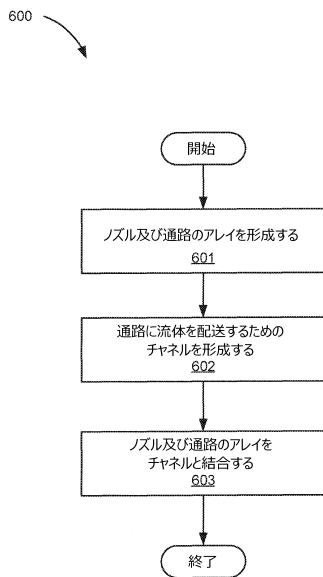 600
開始
ノズル及び通路のアレイを形成する
601
通路に流体を配送するための
チャネルを形成する
602
ノズル及び通路のアレイを
チャネルと結合する
603
終了